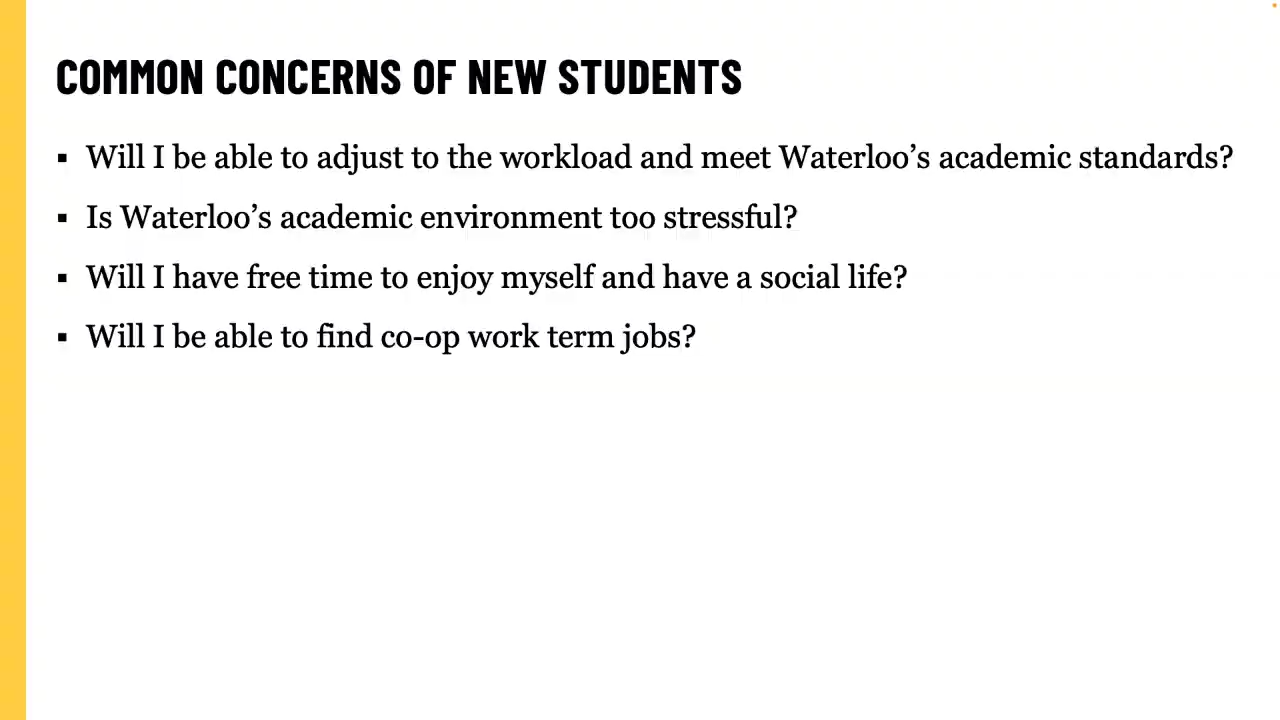 COMMON CONCERNS OF NEW STUDENTS
▪ Will I be able to adjust to the workload and meet Waterloo’s academic standards?
▪ Is Waterloo’s academic environment too stressful?
▪ Will I have free time to enjoy myself and have a social life?
▪ Will I be able to find co-op work term jobs?